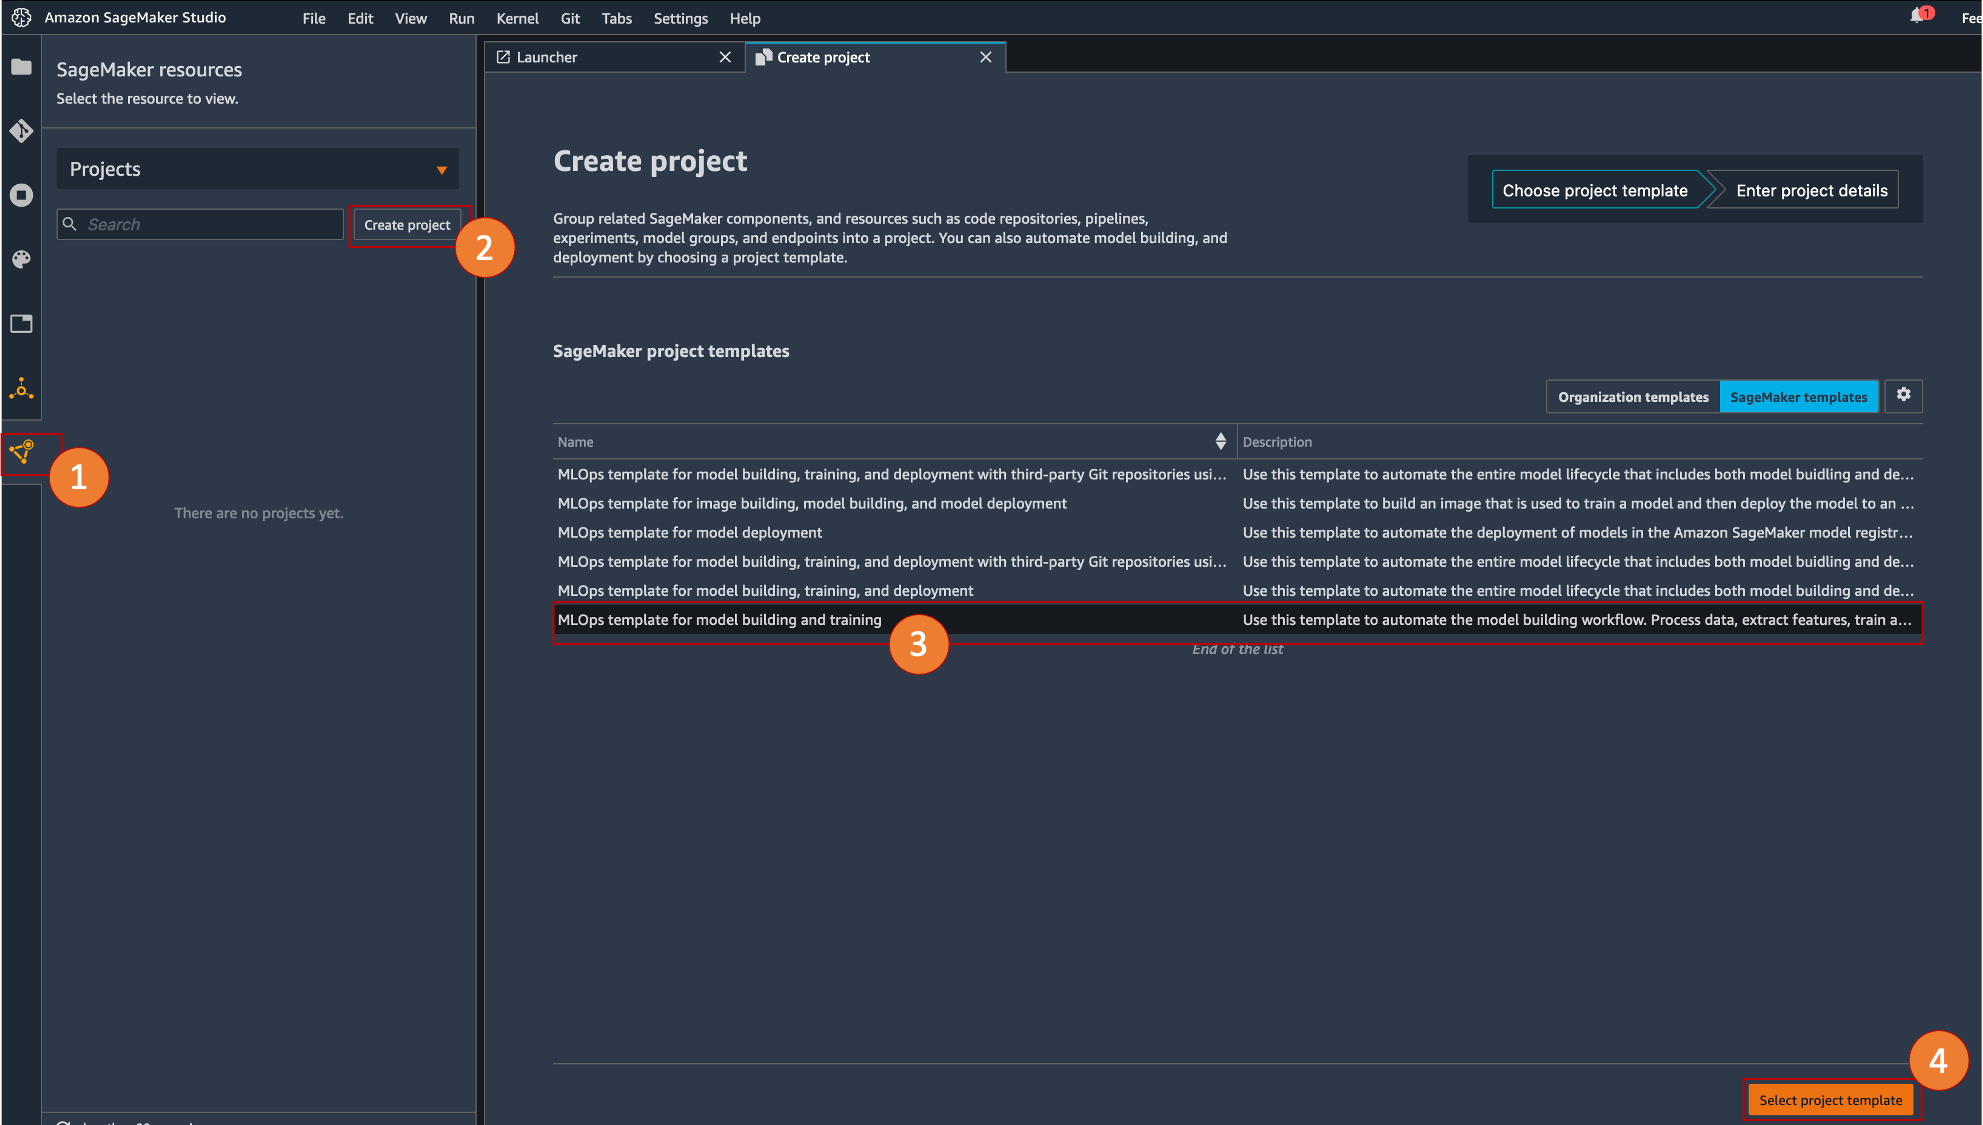 Amazon SageMaker Studio File Edit View Run Kernel Git Tabs Settings Help 1 Fee
SageMaker resources
Select the resource to view.
Projects
Search
Create project
2
1
There are no projects yet.
Launcher
Create project
Create project
Choose project template
Enter project details
Group related SageMaker components, and resources such as code repositories, pipelines,
experiments, model groups, and endpoints into a project. You can also automate model building, and
deployment by choosing a project template.
SageMaker project templates
Organization templates
SageMaker templates
Name Description
MLOps template for model building, training, and deployment with third-party Git repositories usi... Use this template to automate the entire model lifecycle that includes both model buidling and de...
MLOps template for image building, model building, and model deployment Use this template to build an image that is used to train a model and then deploy the model to an ...
MLOps template for model deployment Use this template to automate the deployment of models in the Amazon SageMaker model registr...
MLOps template for model building, training, and deployment with third-party Git repositories usi... Use this template to automate the entire model lifecycle that includes both model buidling and de...
MLOps template for model building, training, and deployment Use this template to automate the entire model lifecycle that includes both model building and de...
MLOps template for model building and training Use this template to automate the model building workflow. Process data, extract features, train a...
3
End of the list
4
Select project template